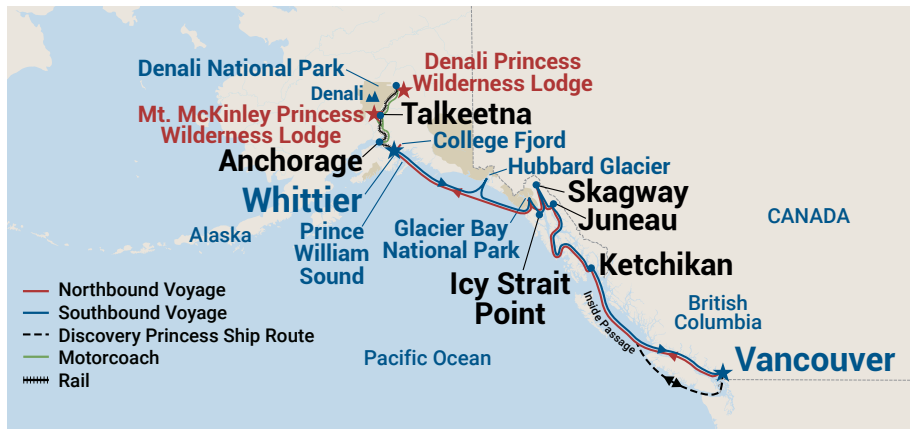 Denali National Park
Denali Princess
Wilderness Lodge
Denali
Mt. McKinley Princess
Wilderness Lodge
Talkeetna
College Fjord
Anchorage
Hubbard Glacier
Whittier
Skagway
Juneau
Alaska
Prince
William
Sound
Glacier Bay
National Park
CANADA
Icy Strait
Point
Ketchikan
Northbound Voyage
Southbound Voyage
Discovery Princess Ship Route
Motorcoach
Rail
Inside Passage
British
Columbia
Pacific Ocean
Vancouver